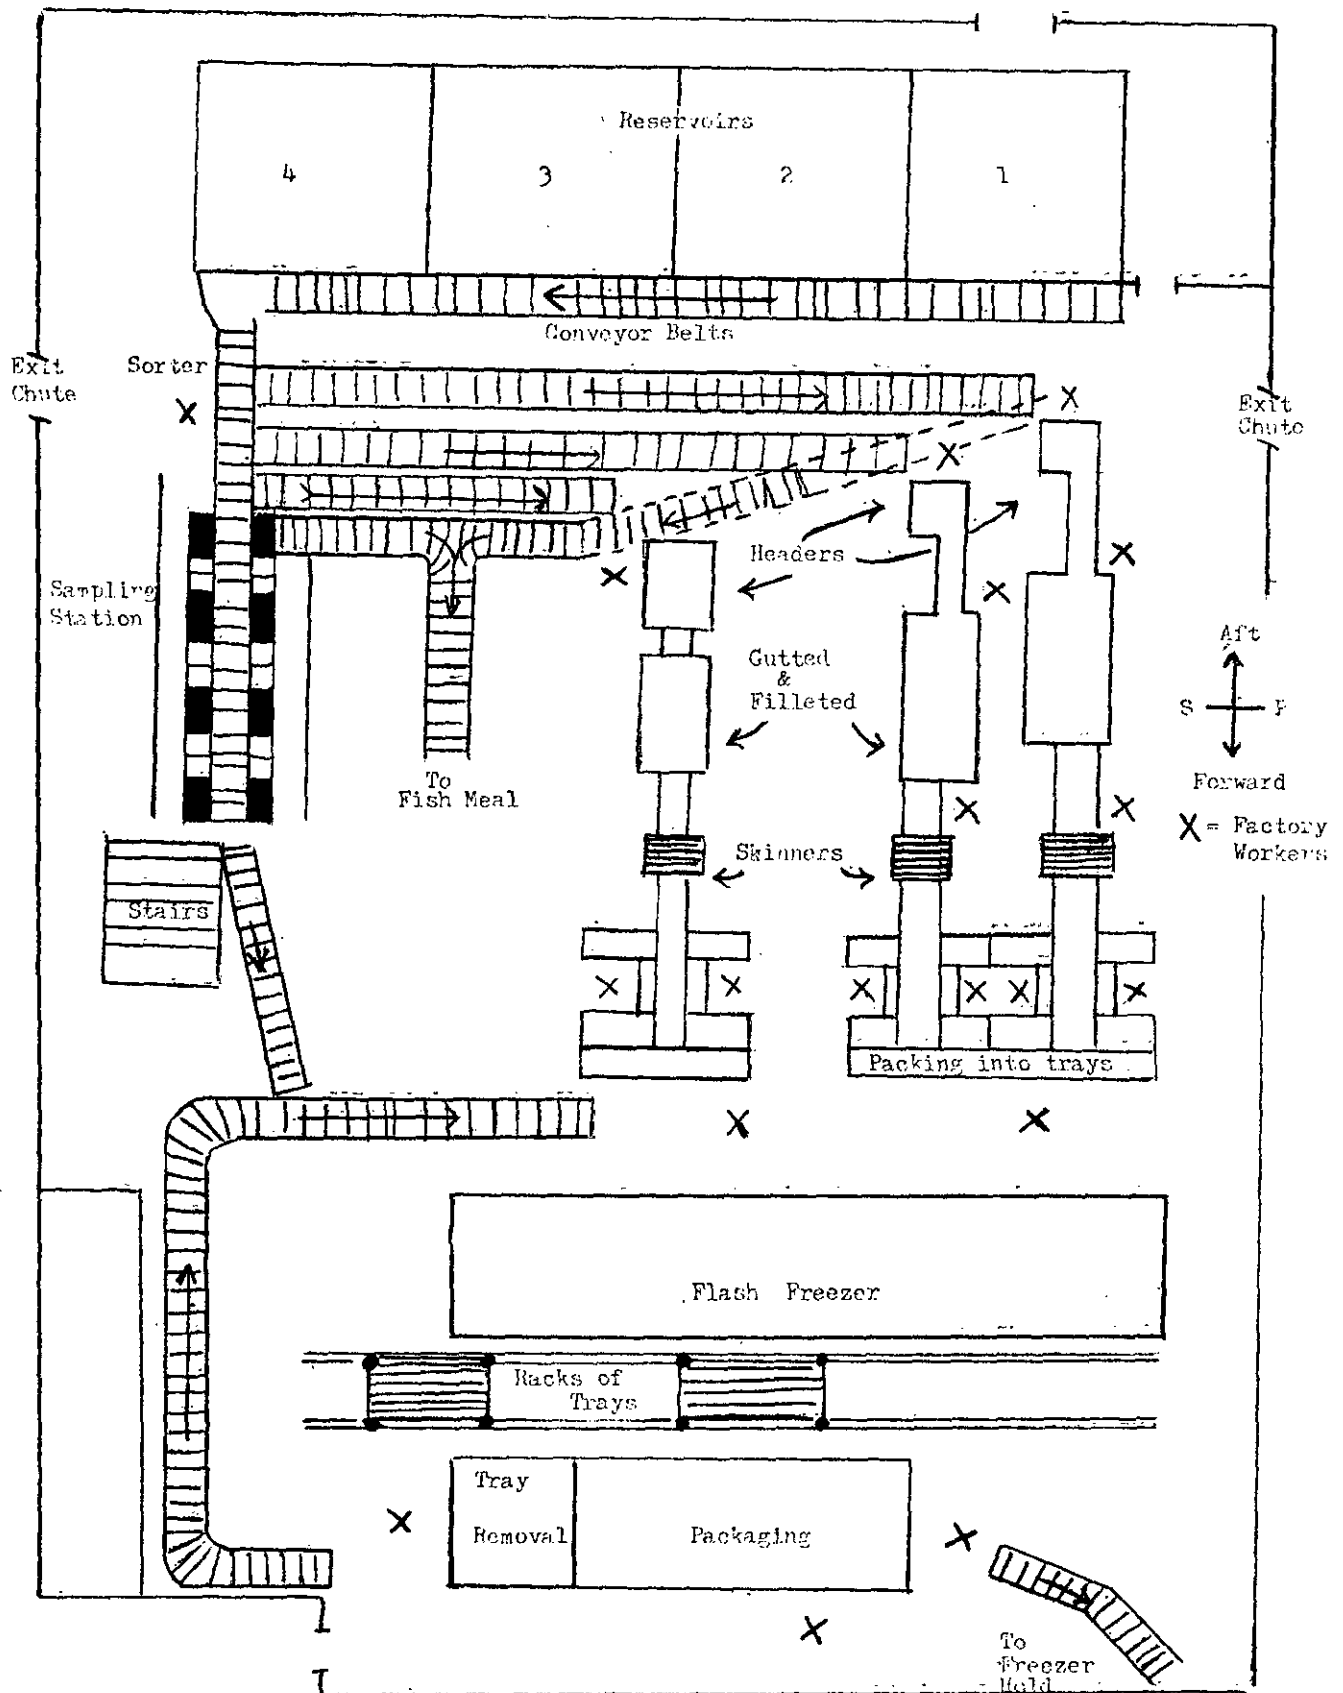 Reservoirs
4
3
2
1
Conveyor Belts
Exit
Chute
Sorter
X
X
Exit
Chute
X
Headers
X
X
X
Sampling
Station
Aft
S
Gutted
&
Filleted
Forward
To
Fish Meal
X
X
X = Factory
Workers
Skinners
Stairs
X
X
X
X
X
X
Packing into trays
X
X
Flash Freezer
Racks of
Trays
Tray
Removal
Packaging
X
X
X
To
Freezer
Hold